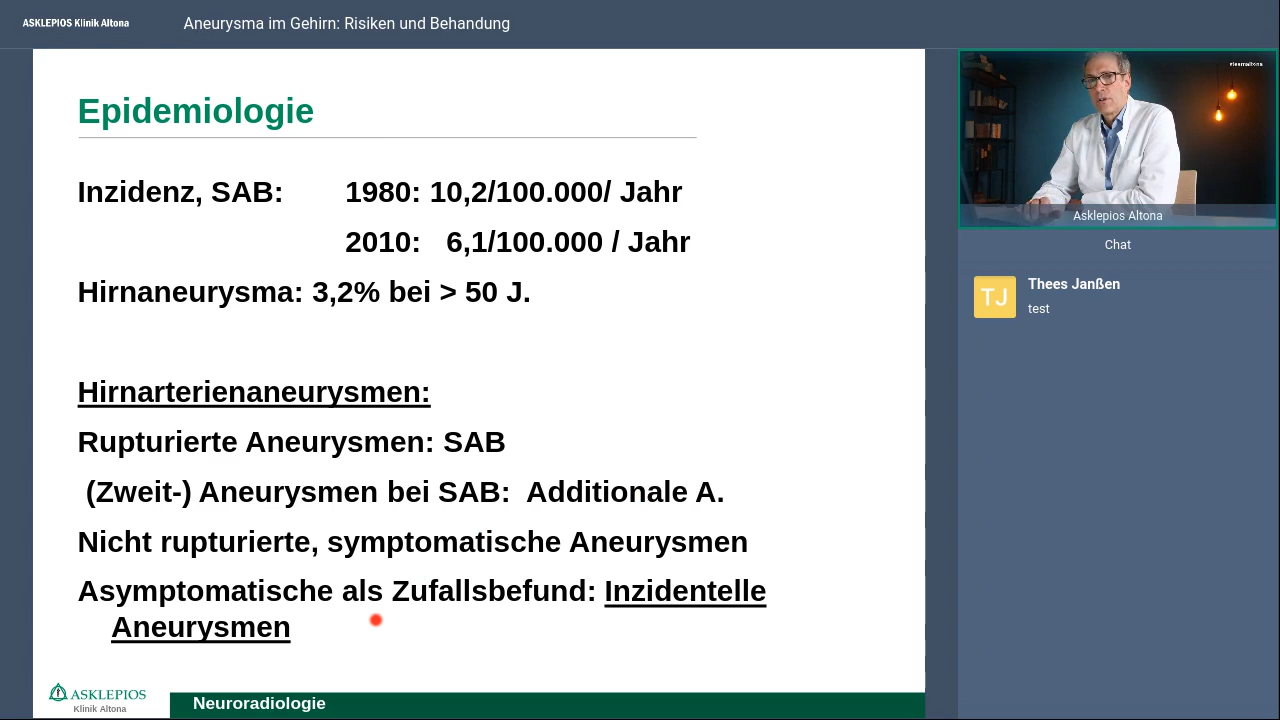 ASKLEPIOS Klinik Altona
Aneurysma im Gehirn: Risiken und Behandung
Epidemiologie
Inzidenz, SAB: 1980: 10,2/100.000/ Jahr
2010: 6,1/100.000 / Jahr
Hirnaneurysma: 3,2% bei > 50 J.
Hirnarterienaneurysmen:
Rupturierte Aneurysmen: SAB
(Zweit-) Aneurysmen bei SAB: Additionale A.
Nicht rupturierte, symptomatische Aneurysmen
Asymptomatische als Zufallsbefund: Inzidentelle
Aneurysmen
ASKLEPIOS
Klinik Altona
Neuroradiologie
#teamaltona
Asklepios Altona
Chat
TJ
Thees Janßen
test